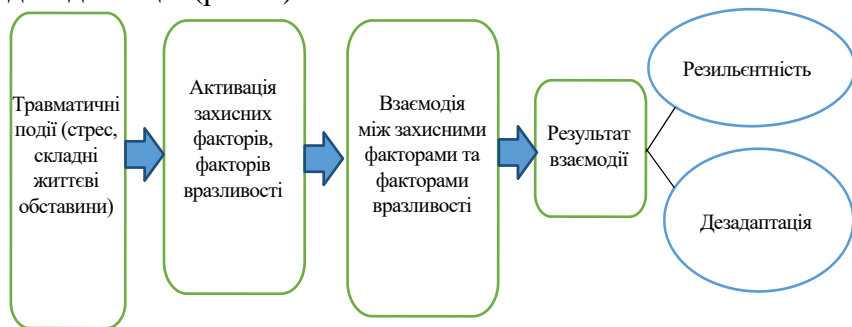 Травматичні
події (стрес,
складні
життєві
обставини)
Активація
захисних
факторів,
факторів
вразливості
Взаємодія
між захисними
факторами та
факторами
вразливості
Результат
взаємодії
Резильєнтність
Дезадаптація